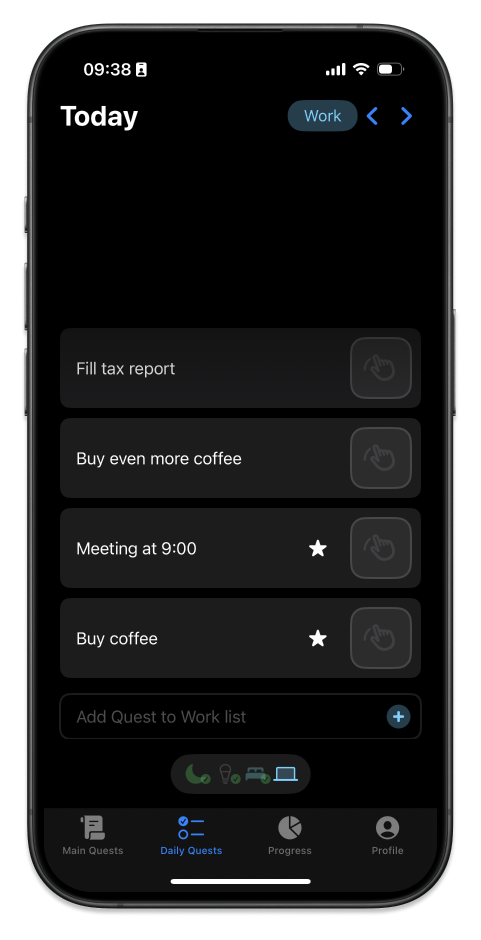 09:38
Today
Work
Fill tax report
Buy even more coffee
Meeting at 9:00
Buy coffee
Add Quest to Work list
Main Quests
Daily Quests
Progress
Profile